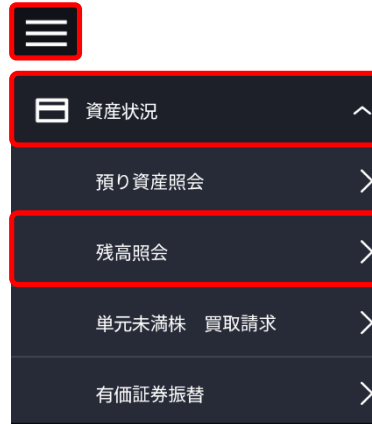 資産状況
預り資産照会
残高照会
単元未満株　買取請求
有価証券振替